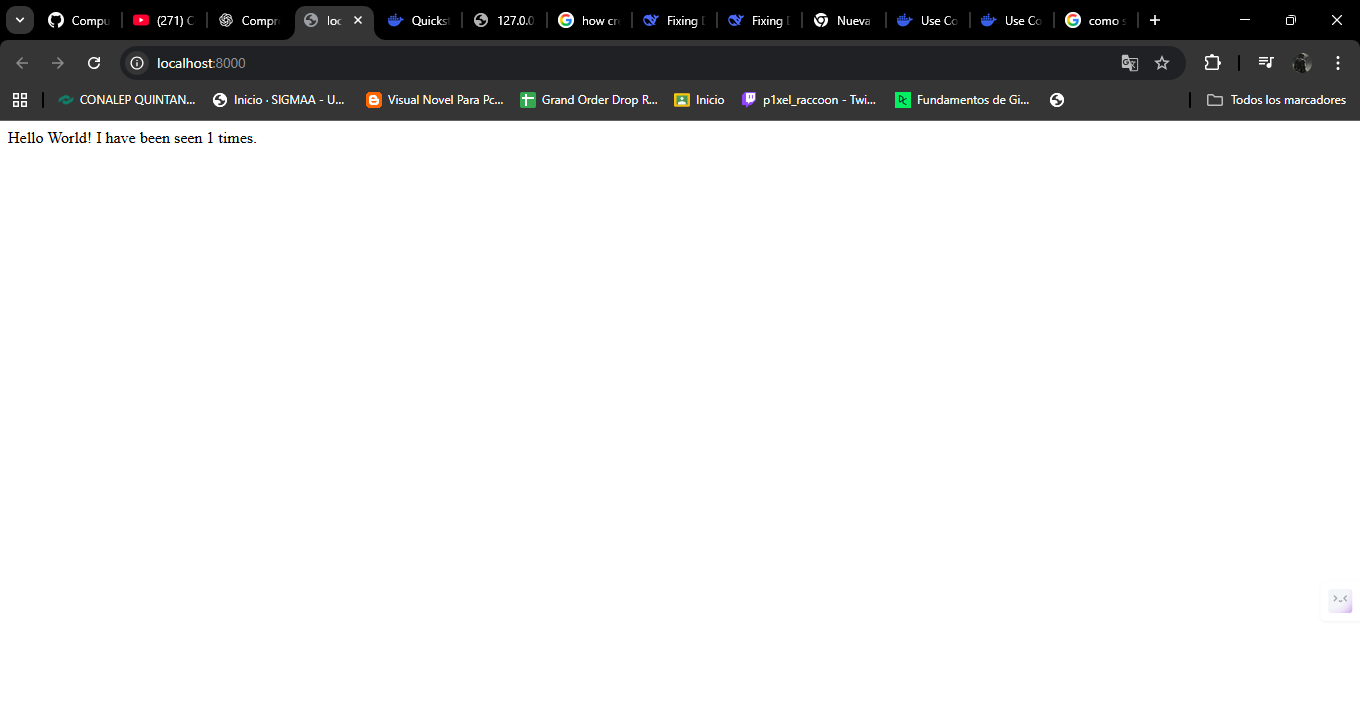 Compu
(271) C
Compr
loc
Quickst
127.0.0
how cre
Fixing D
Fixing D
Nueva
Use Co
Use Co
como s
localhost:8000
CONALEP QUINTAN...
Inicio · SIGMAA - U...
Visual Novel Para Pc...
Grand Order Drop R...
Inicio
p1xel_raccoon - Twi...
Fundamentos de Gi...
Todos los marcadores
Hello World! I have been seen 1 times.